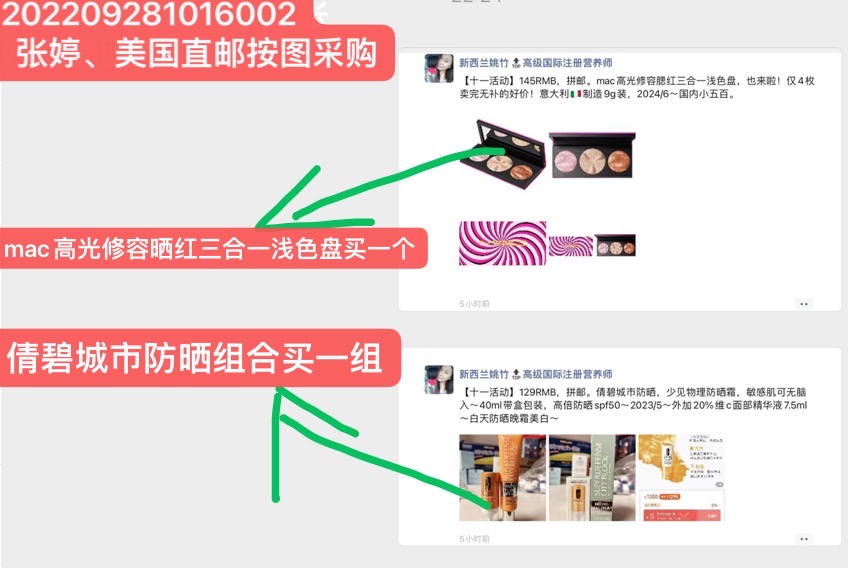 202209281016002
张婷、美国直邮按图采购
新西兰姚竹🎓高级国际注册营养师
【十一活动】145RMB，拼邮。mac高光修容腮红三合一浅色盘，也来啦！仅4枚
卖完无补的好价！意大利🇮🇹制造9g装，2024/6～国内小五百。
mac高光修容晒红三合一浅色盘买一个
5小时前
倩碧城市防晒组合买一组
新西兰姚竹🎓高级国际注册营养师
【十一活动】129RMB，拼邮。倩碧城市防晒，少见物理防晒霜，敏感肌可无脑
入～40ml带盒包装，高倍防晒spf50～2023/5～外加20%维c面部精华液7.5ml
～白天防晒晚霜美白～
SUPERDEFENSE
CITY BLOCK
5小时前